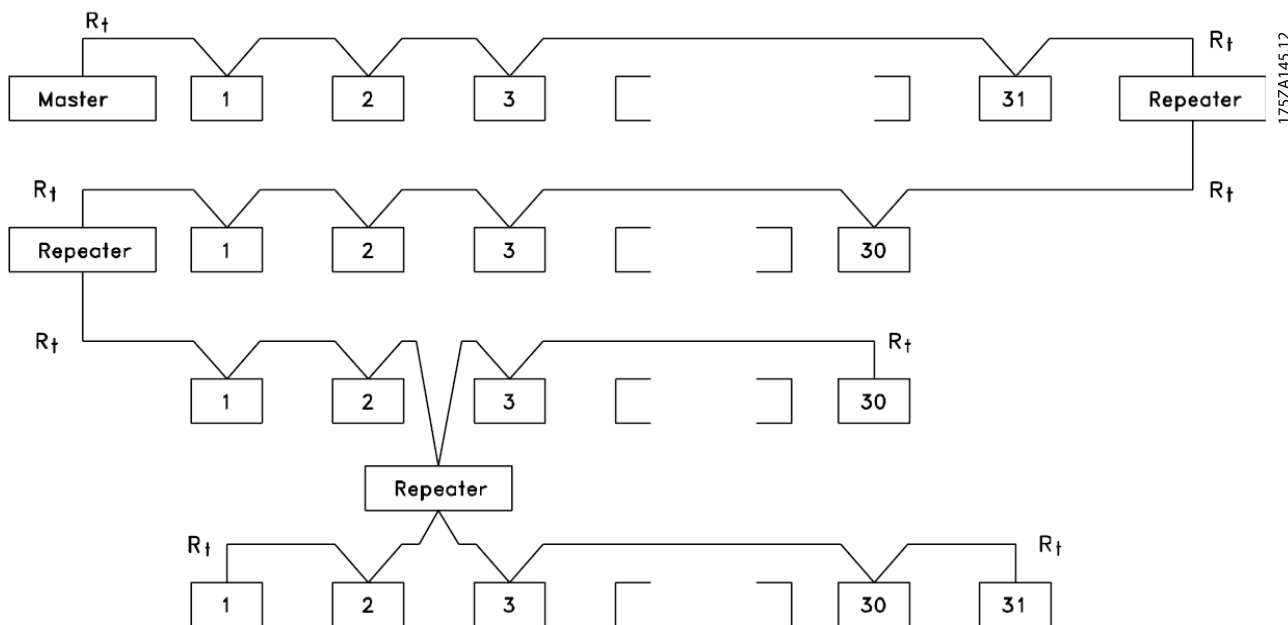 Rt
Rt
Master 1 2 3 31 Repeater
175ZA145.12
Rt Rt
Repeater 1 2 3 30
Rt Rt
1 2 3 30
Repeater
Rt Rt
1 2 3 30 31